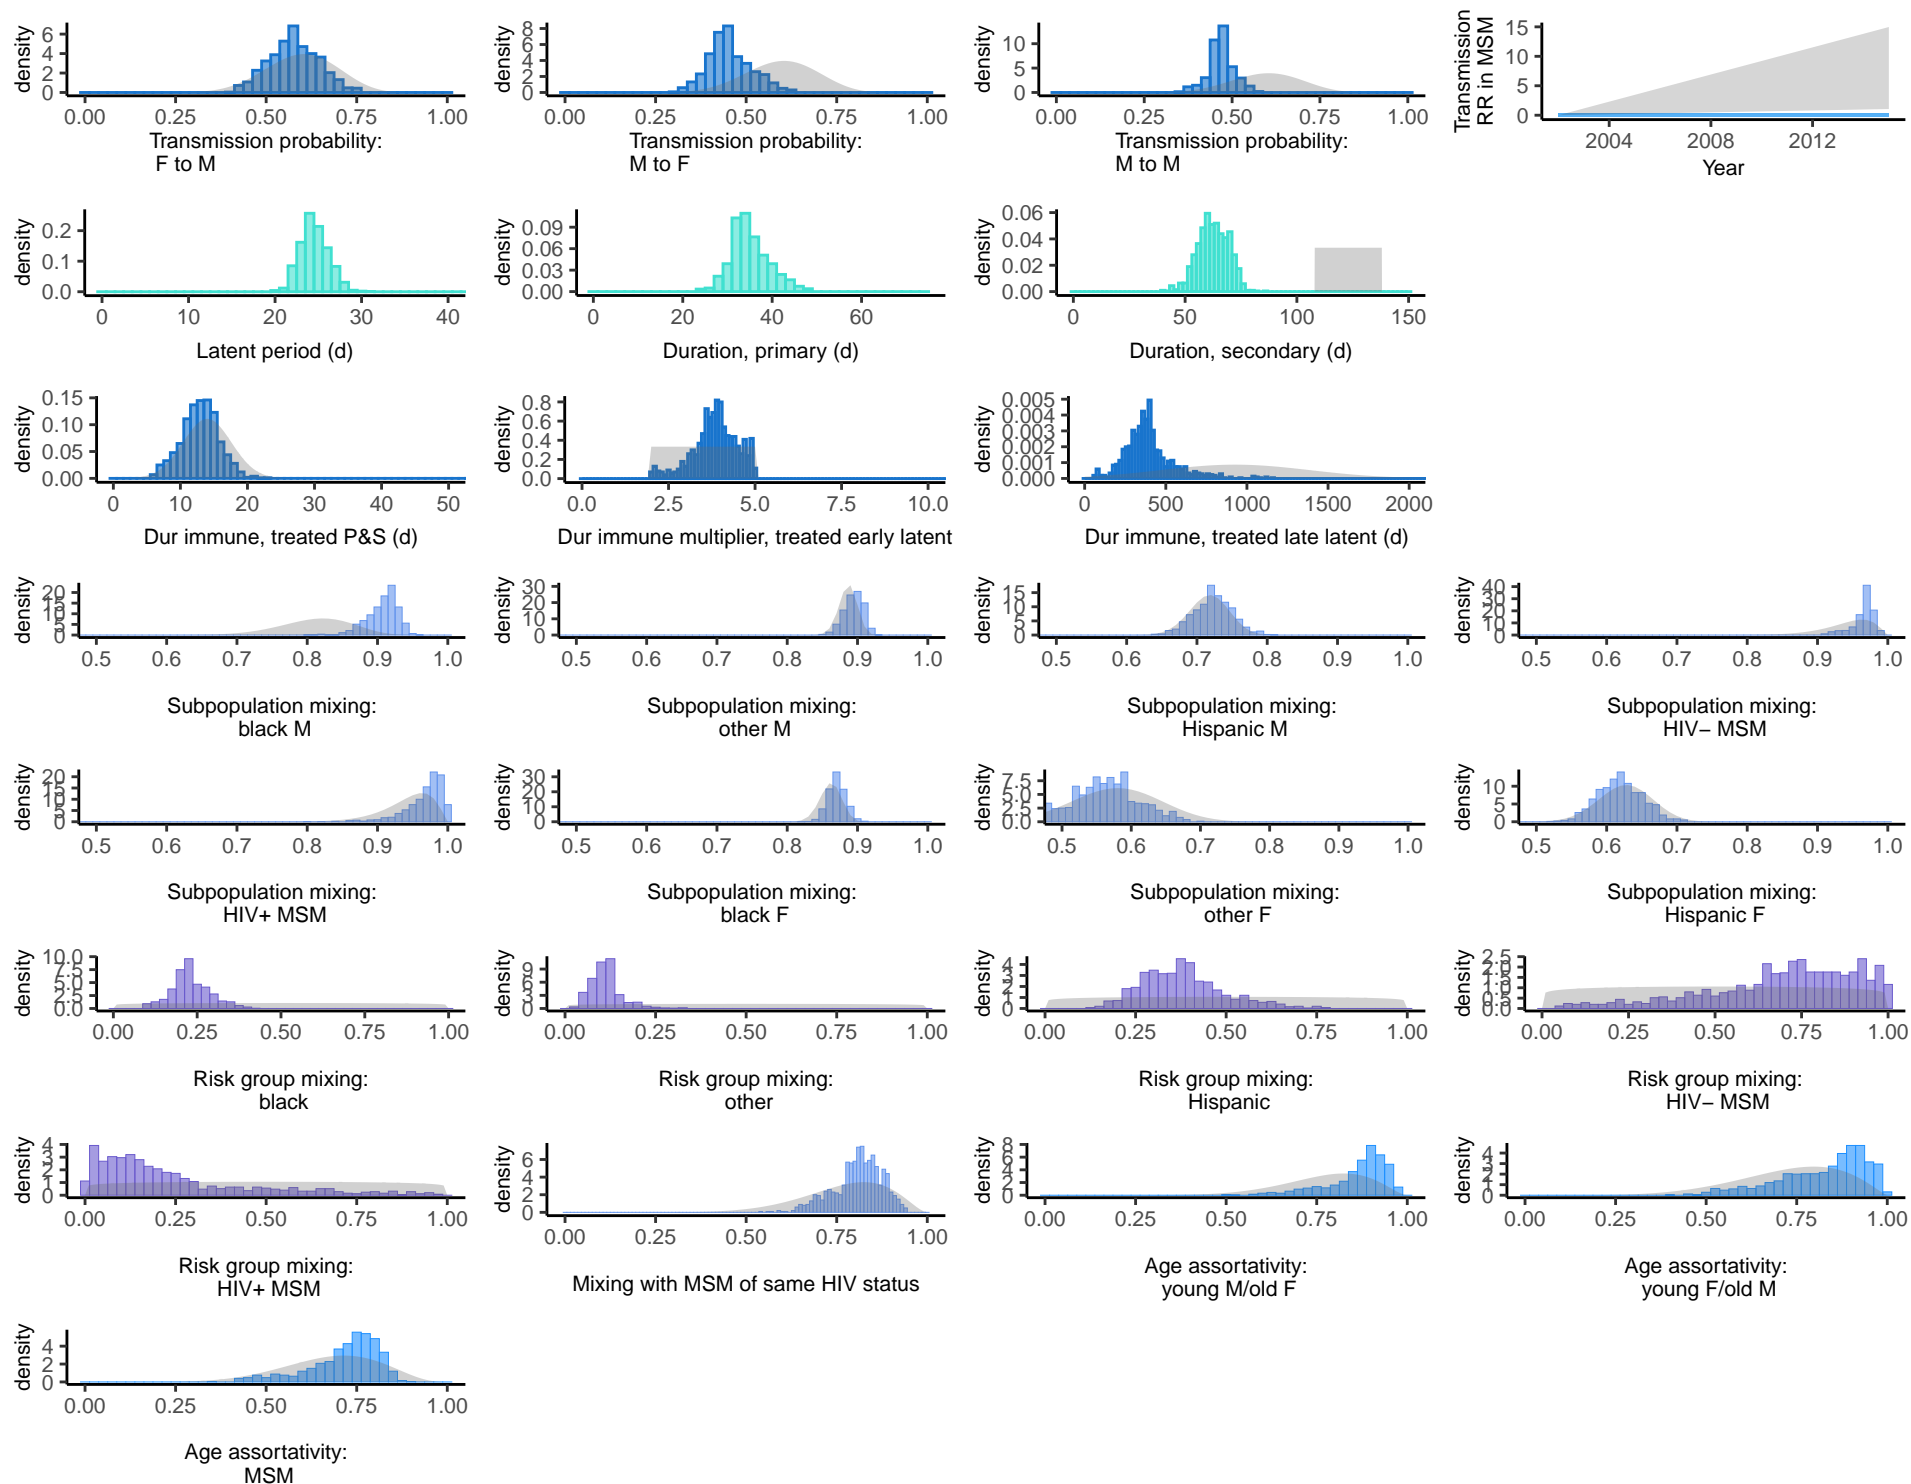 density
6
4
2
0
0.00 0.25 0.50 0.75 1.00
Transmission probability:
F to M
density
8
6
4
2
0
0.00 0.25 0.50 0.75 1.00
Transmission probability:
M to F
density
10
5
0
0.00 0.25 0.50 0.75 1.00
Transmission probability:
M to M
Transmission
RR in MSM
15
10
5
0
2004 2008 2012
Year
density
0.2
0.1
0.0
0 10 20 30 40
Latent period (d)
density
0.09
0.06
0.03
0.00
0 20 40 60
Duration, primary (d)
density
0.06
0.04
0.02
0.00
0 50 100 150
Duration, secondary (d)
density
0.15
0.10
0.05
0.00
0 10 20 30 40 50
Dur immune, treated P&S (d)
density
0.8
0.6
0.4
0.2
0.0
0.0 2.5 5.0 7.5 10.0
Dur immune multiplier, treated early latent
density
0.005
0.004
0.003
0.002
0.001
0.000
0 500 1000 1500 2000
Dur immune, treated late latent (d)
density
20
15
10
5
0
0.5 0.6 0.7 0.8 0.9 1.0
Subpopulation mixing:
black M
density
30
20
10
0
0.5 0.6 0.7 0.8 0.9 1.0
Subpopulation mixing:
other M
density
15
10
5
0
0.5 0.6 0.7 0.8 0.9 1.0
Subpopulation mixing:
Hispanic M
density
40
30
20
10
0
0.5 0.6 0.7 0.8 0.9 1.0
Subpopulation mixing:
HIV− MSM
density
20
15
10
5
0
0.5 0.6 0.7 0.8 0.9 1.0
Subpopulation mixing:
HIV+ MSM
density
30
20
10
0
0.5 0.6 0.7 0.8 0.9 1.0
Subpopulation mixing:
black F
density
7.5
5.0
2.5
0.0
0.5 0.6 0.7 0.8 0.9 1.0
Subpopulation mixing:
other F
density
10
5
0
0.5 0.6 0.7 0.8 0.9 1.0
Subpopulation mixing:
Hispanic F
density
10.0
7.5
5.0
2.5
0.0
0.00 0.25 0.50 0.75 1.00
Risk group mixing:
black
density
9
6
3
0
0.00 0.25 0.50 0.75 1.00
Risk group mixing:
other
density
4
3
2
1
0
0.00 0.25 0.50 0.75 1.00
Risk group mixing:
Hispanic
density
2.5
2.0
1.5
1.0
0.5
0.0
0.00 0.25 0.50 0.75 1.00
Risk group mixing:
HIV− MSM
density
4
3
2
1
0
0.00 0.25 0.50 0.75 1.00
Risk group mixing:
HIV+ MSM
density
6
4
2
0
0.00 0.25 0.50 0.75 1.00
Mixing with MSM of same HIV status
density
8
6
4
2
0
0.00 0.25 0.50 0.75 1.00
Age assortativity:
young M/old F
density
4
3
2
1
0
0.00 0.25 0.50 0.75 1.00
Age assortativity:
young F/old M
density
4
2
0
0.00 0.25 0.50 0.75 1.00
Age assortativity:
MSM